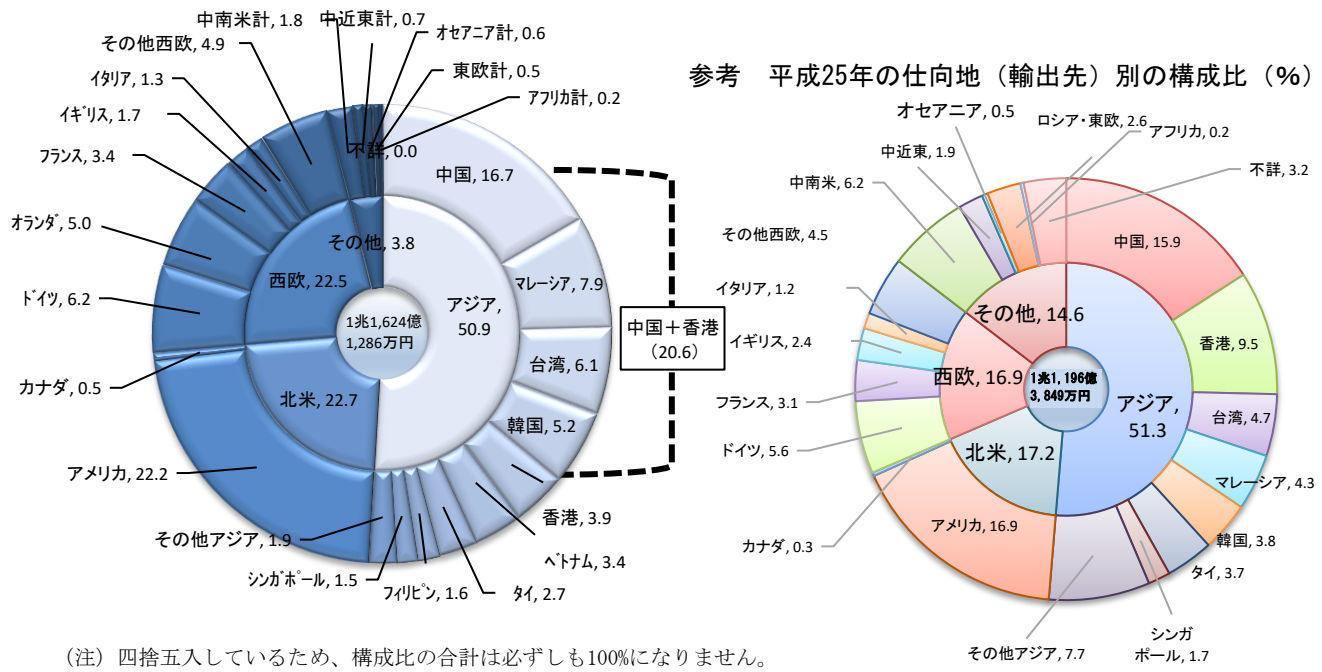 中南米計, 1.8
中近東計, 0.7
オセアニア計, 0.6
東欧計, 0.5
アフリカ計, 0.2
その他西欧, 4.9
イタリア, 1.3
イギリス, 1.7
フランス, 3.4
オランダ, 5.0
ドイツ, 6.2
カナダ, 0.5
アメリカ, 22.2
その他アジア, 1.9
シンガポール, 1.5
フィリピン, 1.6
タイ, 2.7
ベトナム, 3.4
香港, 3.9
韓国, 5.2
台湾, 6.1
マレーシア, 7.9
中国, 16.7
不詳, 0.0
その他, 3.8
西欧, 22.5
北米, 22.7
アジア,
50.9
1兆1,624億
1,286万円
中国＋香港
（20.6）
参考　平成25年の仕向地（輸出先）別の構成比（%）
オセアニア, 0.5
ロシア・東欧, 2.6
アフリカ, 0.2
不詳, 3.2
中近東, 1.9
中南米, 6.2
その他西欧, 4.5
イタリア, 1.2
イギリス, 2.4
フランス, 3.1
ドイツ, 5.6
カナダ, 0.3
アメリカ, 16.9
その他アジア, 7.7
シンガ
ポール, 1.7
タイ, 3.7
韓国, 3.8
マレーシア, 4.3
台湾, 4.7
香港, 9.5
中国, 15.9
その他, 14.6
西欧, 16.9
北米, 17.2
アジア,
51.3
1兆1,196億
3,849万円
（注）四捨五入しているため、構成比の合計は必ずしも100%になりません。